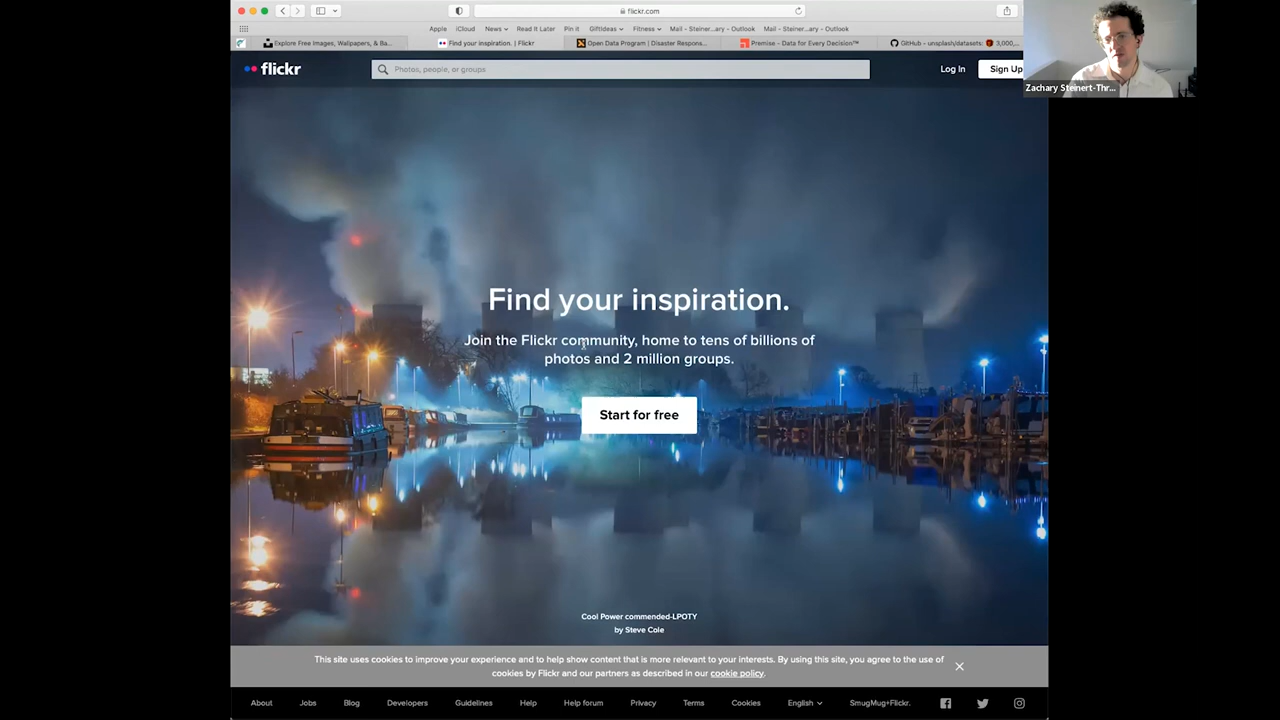 flickr.com
Apple iCloud News Read It Later Pin It Giftideas Fitness Mail - Steiner...ary - Outlook Mail - Steiner...ary - Outlook
Explore Free Images, Wallpapers, & Ba... Find your inspiration. | Flickr Open Data Program | Disaster Respons... Premise - Data for Every Decision™ GitHub - unsplash/datasets: 🎁 3,000,...
flickr Photos, people, or groups Log In Sign Up
Zachary Steinert-Thr...
Find your inspiration.
Join the Flickr community, home to tens of billions of
photos and 2 million groups.
Start for free
Cool Power commended-LPOTY
by Steve Cole
This site uses cookies to improve your experience and to help show content that is more relevant to your interests. By using this site, you agree to the use of
cookies by Flickr and our partners as described in our cookie policy.
About Jobs Blog Developers Guidelines Help Help forum Privacy Terms Cookies English SmugMug+Flickr.